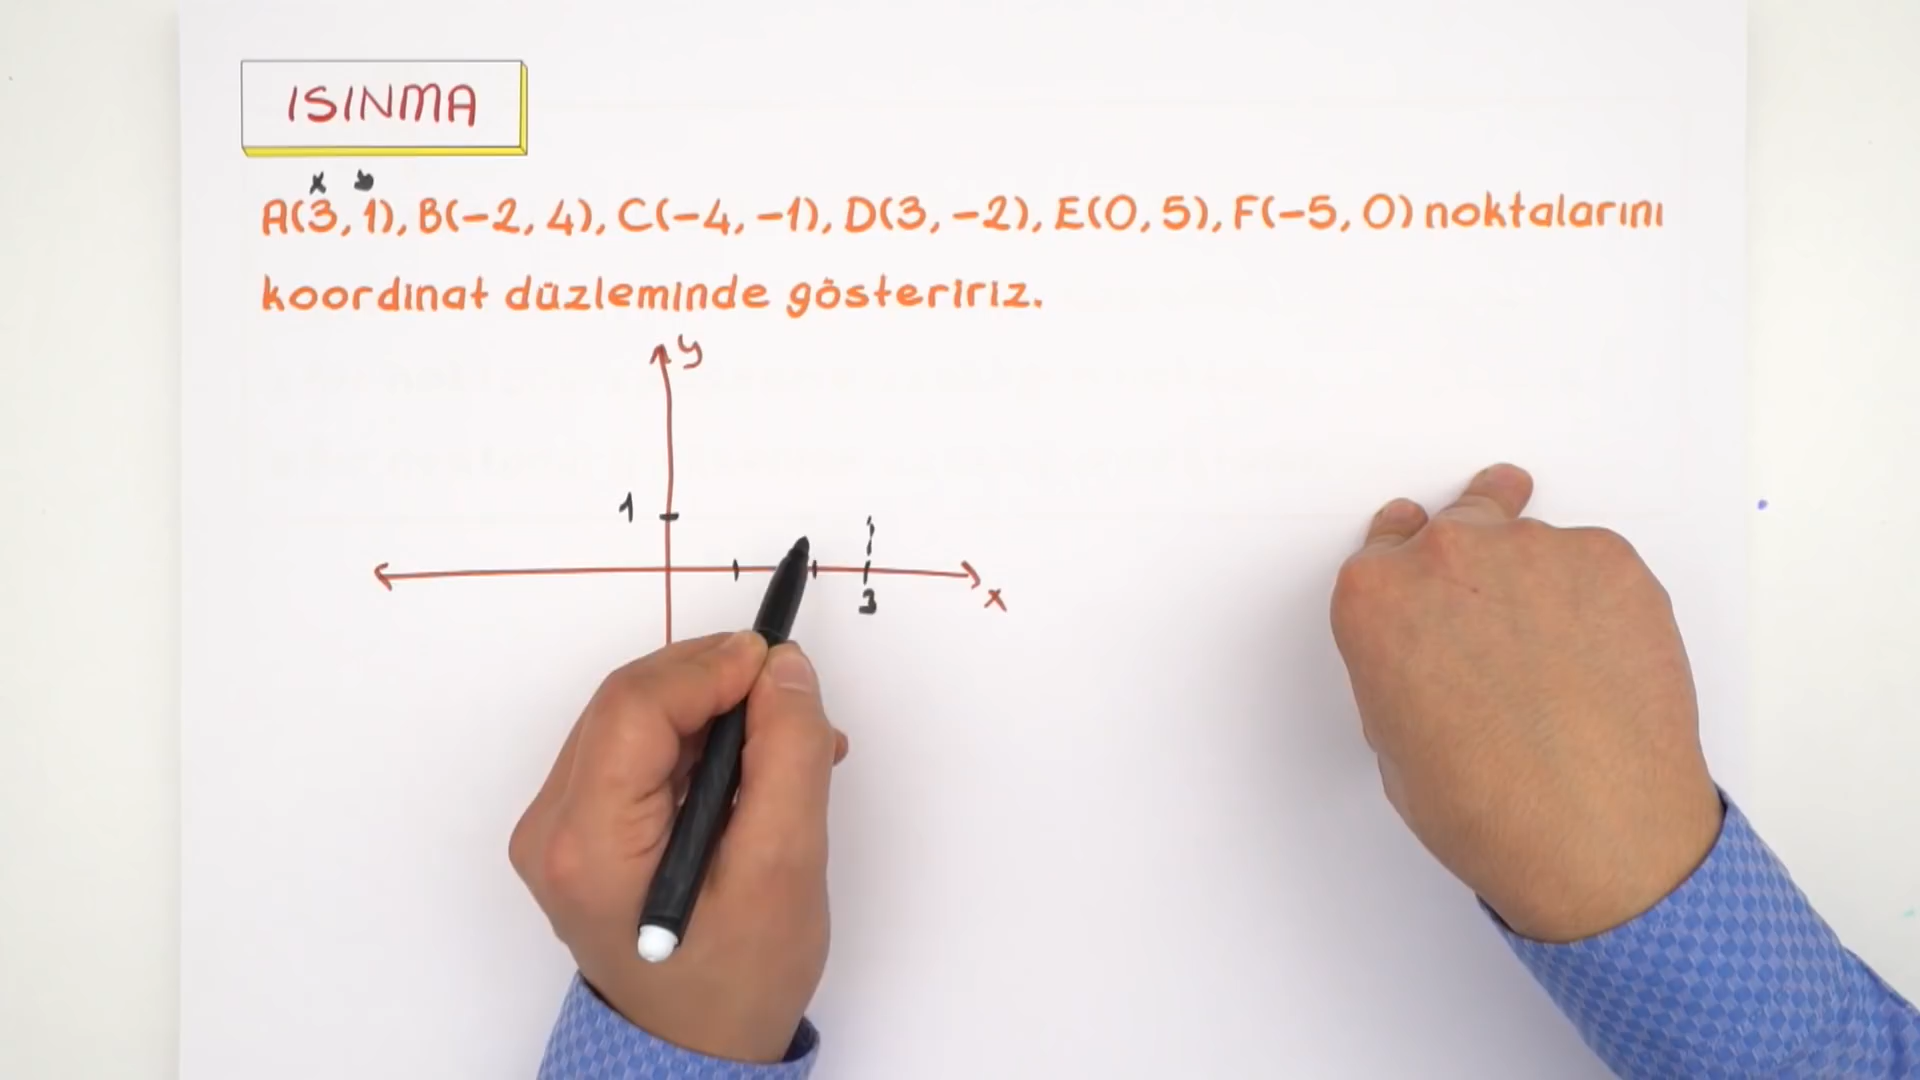 ISINMA
x y
A(3, 1), B(-2, 4), C(-4, -1), D(3, -2), E(0, 5), F(-5, 0) noktalarını
koordinat düzleminde gösteririz.
y
1
3
x